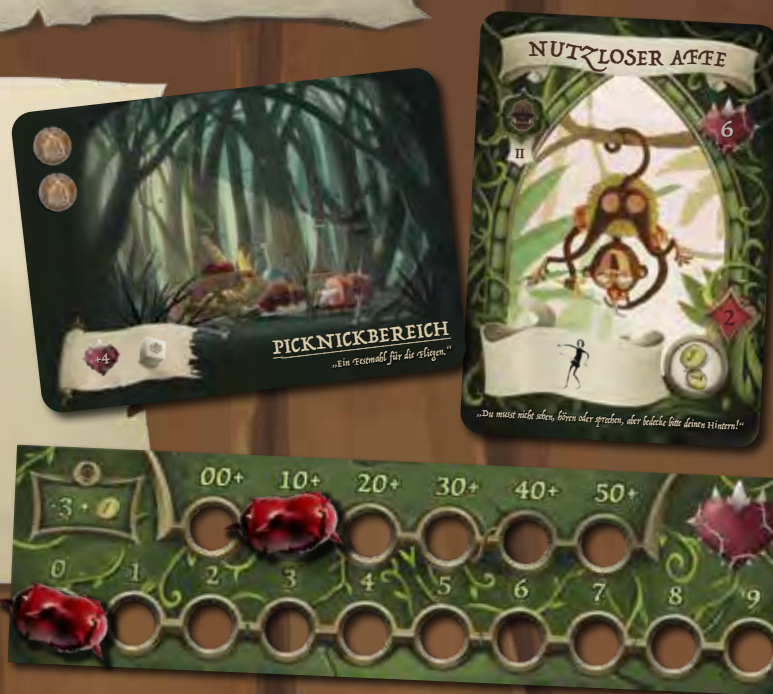 NUTZLOSER AFFE
6
II
+4
PICKNICKBEREICH
„Ein Festmahl für die Fliegen.“
2
„Du musst nicht sehen, hören oder sprechen, aber bedecke bitte deinen Hintern!“
00+ 10+ 20+ 30+ 40+ 50+
-3 =
0 1 2 3 4 5 6 7 8 9